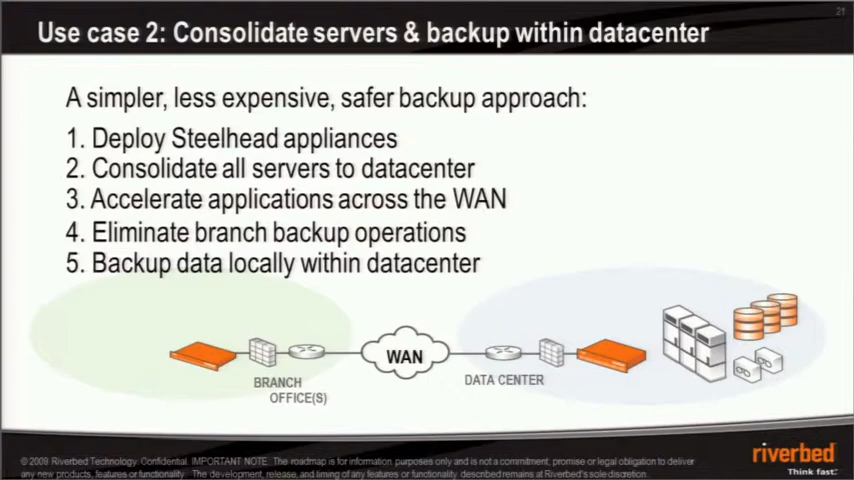 21
Use case 2: Consolidate servers & backup within datacenter
A simpler, less expensive, safer backup approach:
1. Deploy Steelhead appliances
2. Consolidate all servers to datacenter
3. Accelerate applications across the WAN
4. Eliminate branch backup operations
5. Backup data locally within datacenter
WAN
BRANCH
OFFICE(S)
DATA CENTER
© 2009 Riverbed Technology. Confidential. IMPORTANT NOTE. The roadmap is for information purposes only and is not a commitment, promise or legal obligation to deliver
any new products, features or functionality. The development, release, and timing of any features or functionality described remains at Riverbed's sole discretion.
riverbed
Think fast.